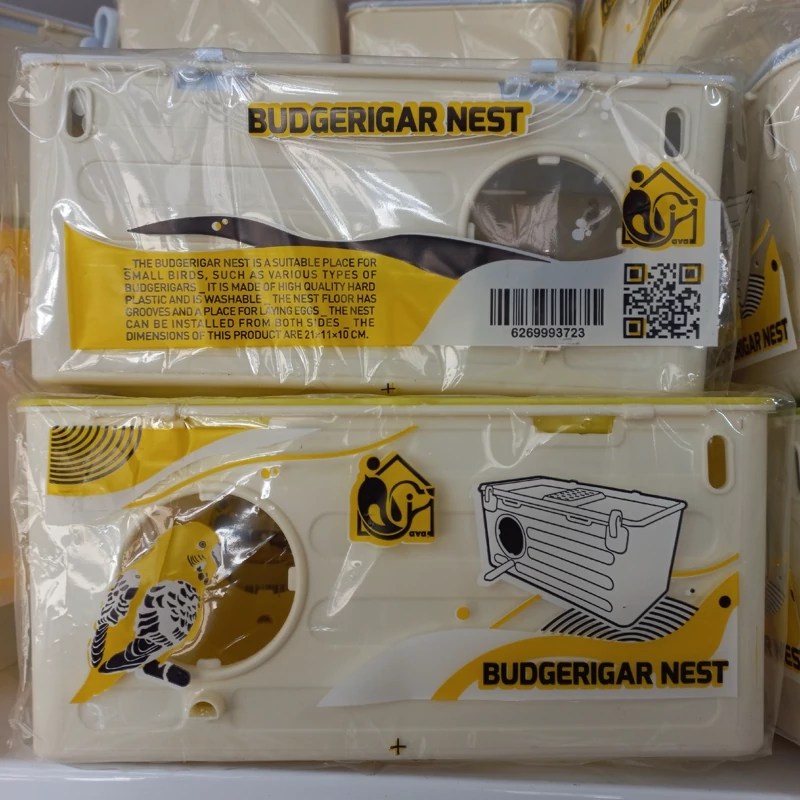 BUDGERIGAR NEST
_THE BUDGERIGAR NEST IS A SUITABLE PLACE FOR
SMALL BIRDS, SUCH AS VARIOUS TYPES OF
BUDGERIGARS _ IT IS MADE OF HIGH QUALITY HARD
PLASTIC AND IS WASHABLE _ THE NEST FLOOR HAS
GROOVES AND A PLACE FOR LAYING EGGS _ THE NEST
CAN BE INSTALLED FROM BOTH SIDES _ THE
DIMENSIONS OF THIS PRODUCT ARE 21×11×10 CM.
6269993723
BUDGERIGAR NEST